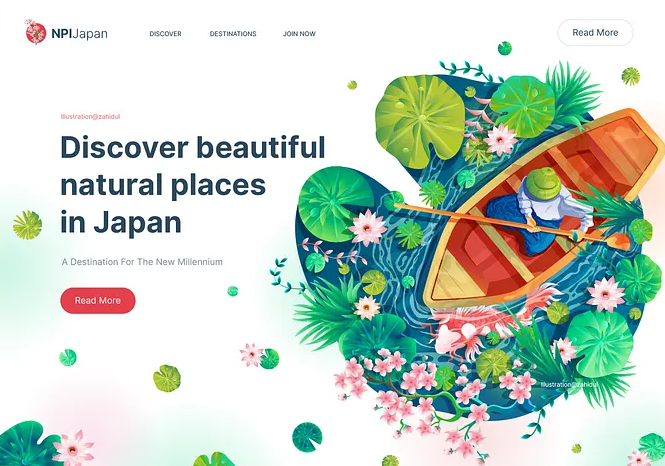 NPIJapan
DISCOVER
DESTINATIONS
JOIN NOW
Read More
Illustration@zahidul
Discover beautiful
natural places
in Japan
A Destination For The New Millennium
Read More
Illustration@zahidul